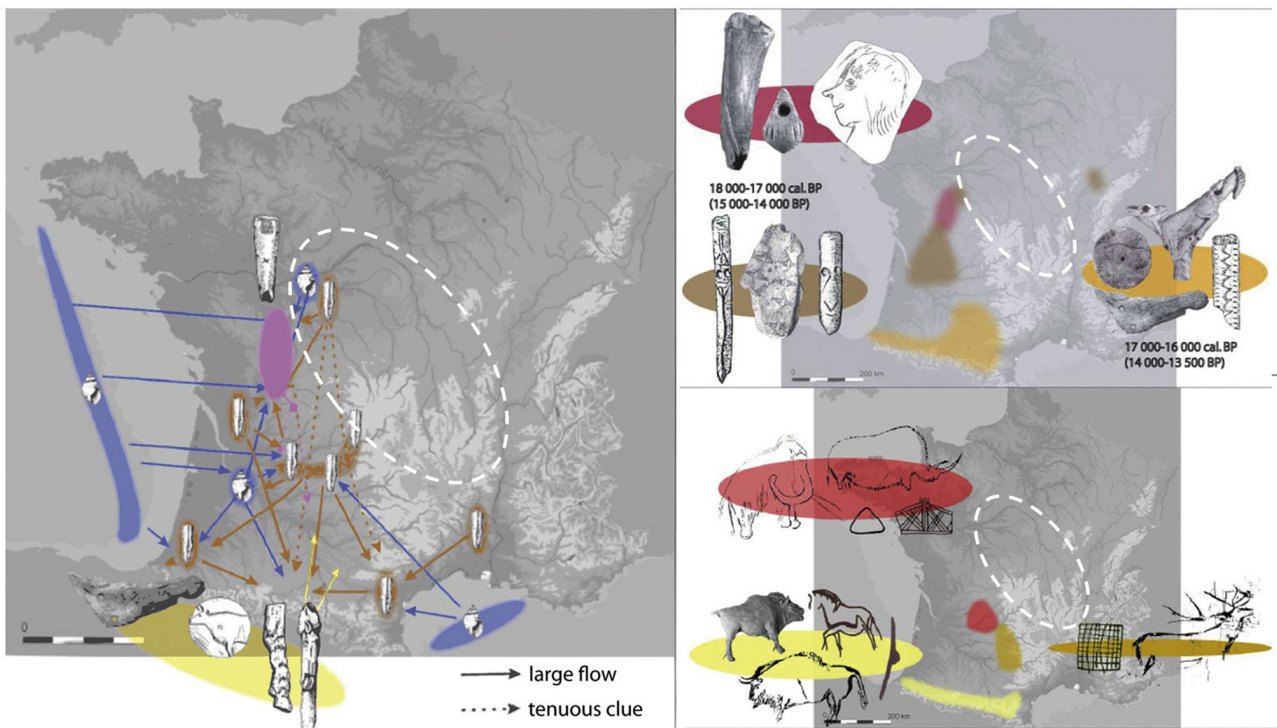 0
large flow
tenuous clue
18 000-17 000 cal. BP
(15 000-14 000 BP)
17 000-16 000 cal. BP
(14 000-13 500 BP)
0 200 km
0 200 km